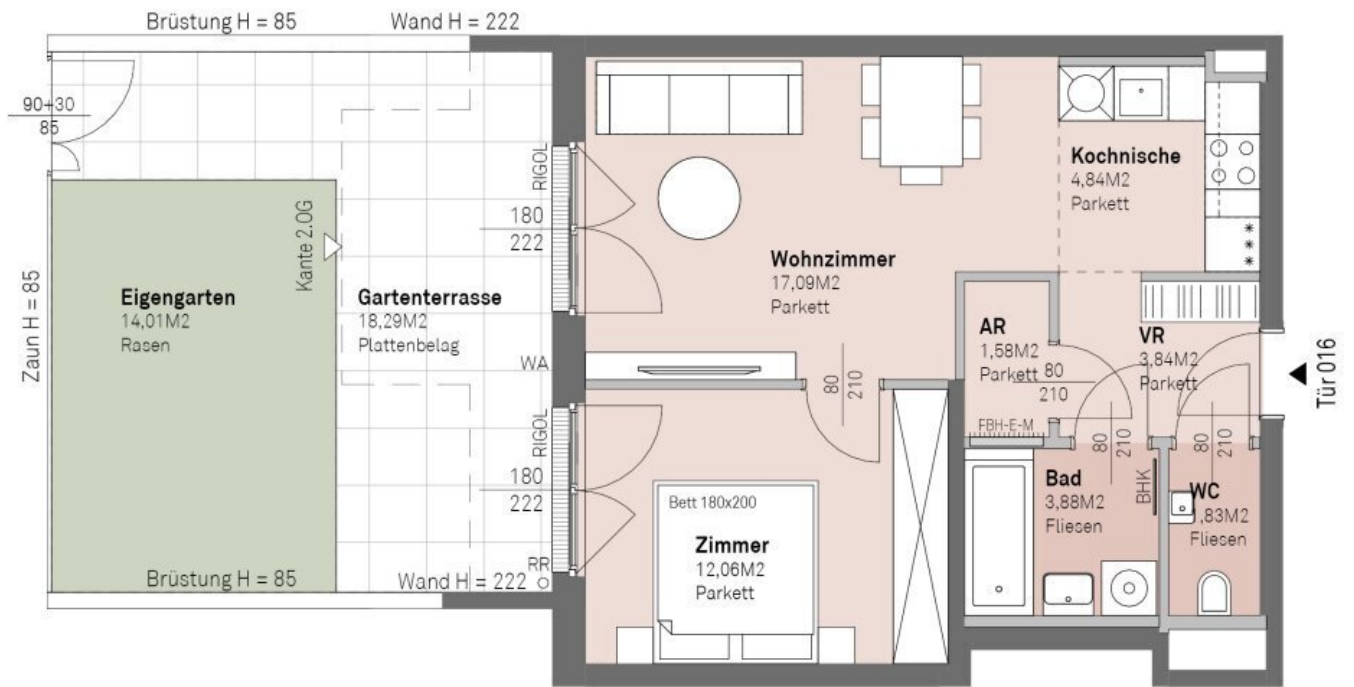 Brüstung H = 85
Wand H = 222
90+30
85
Zaun H = 85
Eigengarten
14,01M2
Rasen
Kante 2.OG
Gartenterrasse
18,29M2
Plattenbelag
RIGOL
180
222
WA
RIGOL
180
222
RR
Brüstung H = 85
Wand H = 222
Wohnzimmer
17,09M2
Parkett
Kochnische
4,84M2
Parkett
AR
1,58M2
Parkett
80
210
FBH-E-M
VR
3,84M2
Parkett
Tür 016
80
210
Bett 180x200
Zimmer
12,06M2
Parkett
80
210
Bad
3,88M2
Fliesen
BHK
80
210
WC
,83M2
Fliesen